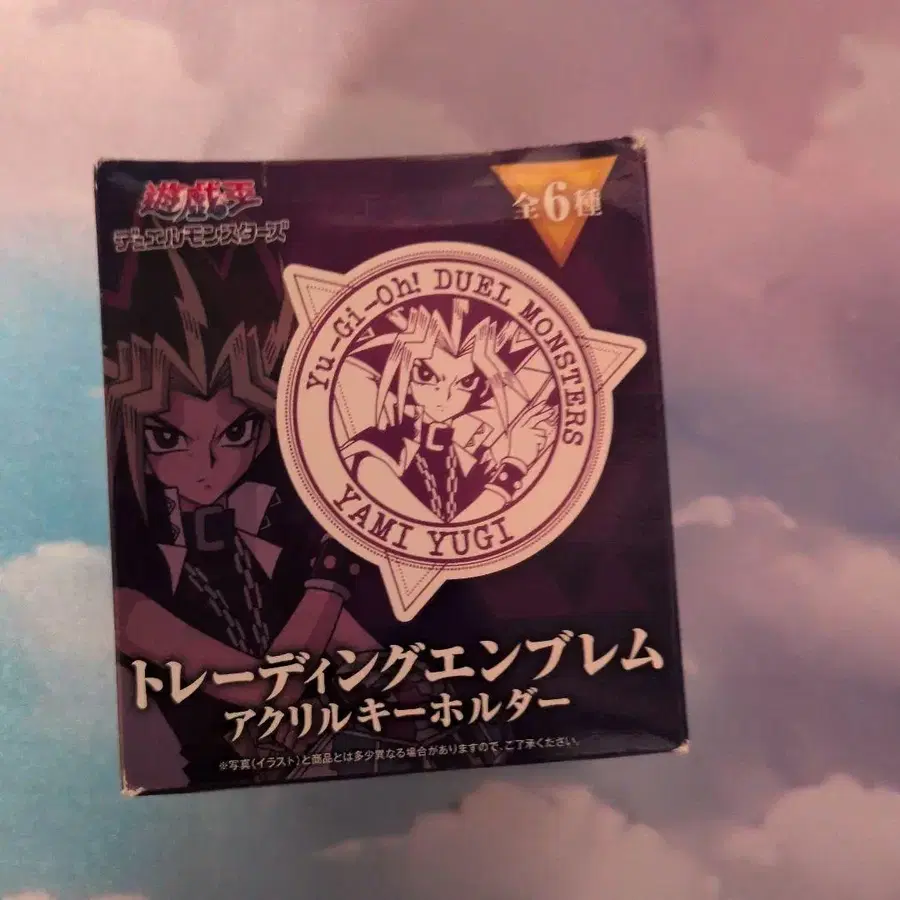 遊戯王
デュエルモンスターズ
全6種
Yu-Gi-Oh! DUEL MONSTERS
YAMI YUGI
トレーディングエンブレム
アクリルキーホルダー
※写真(イラスト)と商品とは多少異なる場合がありますので、ご了承ください。